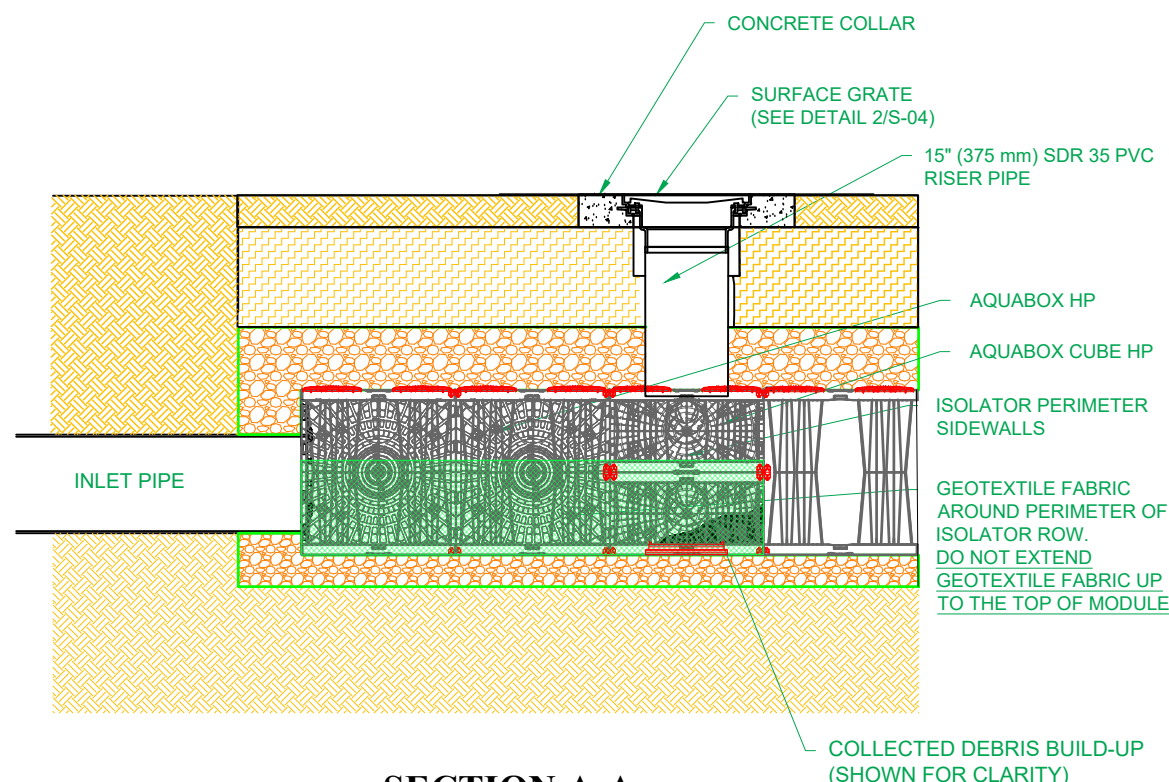 CONCRETE COLLAR
SURFACE GRATE
(SEE DETAIL 2/S-04)
15" (375 mm) SDR 35 PVC
RISER PIPE
AQUABOX HP
AQUABOX CUBE HP
ISOLATOR PERIMETER
SIDEWALLS
INLET PIPE
GEOTEXTILE FABRIC
AROUND PERIMETER OF
ISOLATOR ROW.
DO NOT EXTEND
GEOTEXTILE FABRIC UP
TO THE TOP OF MODULE
COLLECTED DEBRIS BUILD-UP
(SHOWN FOR CLARITY)
SECTION A-A